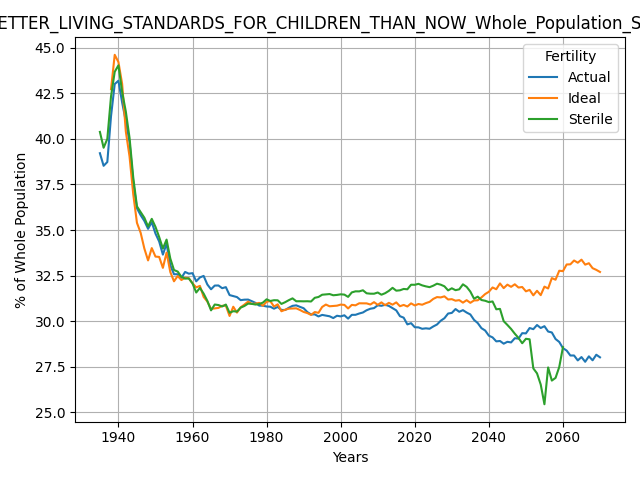 ETTER_LIVING_STANDARDS_FOR_CHILDREN_THAN_NOW_Whole_Population_S
45.0
42.5
40.0
37.5
35.0
32.5
30.0
27.5
25.0
% of Whole Population
Fertility
Actual
Ideal
Sterile
1940
1960
1980
2000
2020
2040
2060
Years